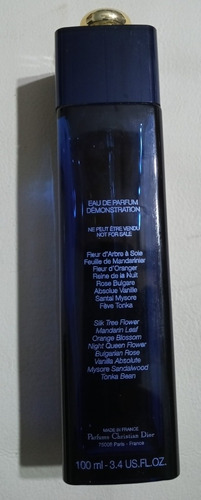 EAU DE PARFUM
DÉMONSTRATION
NE PEUT ÊTRE VENDU
NOT FOR SALE
Fleur d'Arbre à Soie
Feuille de Mandarinier
Fleur d'Oranger
Reine de la Nuit
Rose Bulgare
Absolue Vanille
Santal Mysore
Fève Tonka
Silk Tree Flower
Mandarin Leaf
Orange Blossom
Night Queen Flower
Bulgarian Rose
Vanilla Absolute
Mysore Sandalwood
Tonka Bean
MADE IN FRANCE
Parfums Christian Dior
75008 Paris - France
100 ml - 3.4 US.FL.OZ.